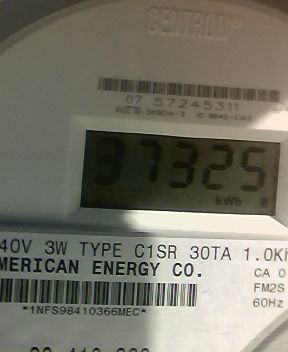 CENTRON
07 57245311
37325
kWh
40V 3W TYPE C1SR 30TA 1.0Kh
MERICAN ENERGY CO.
CA 0
FM2S
60Hz
*1NFS98410366MEC*